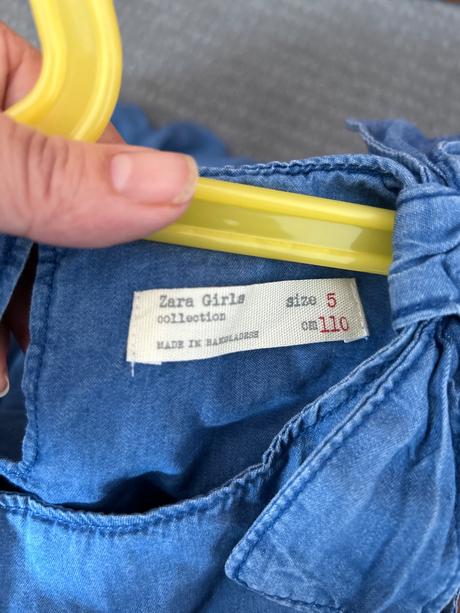 Zara Girls size 5
collection cm 110
MADE IN BANGLADESH